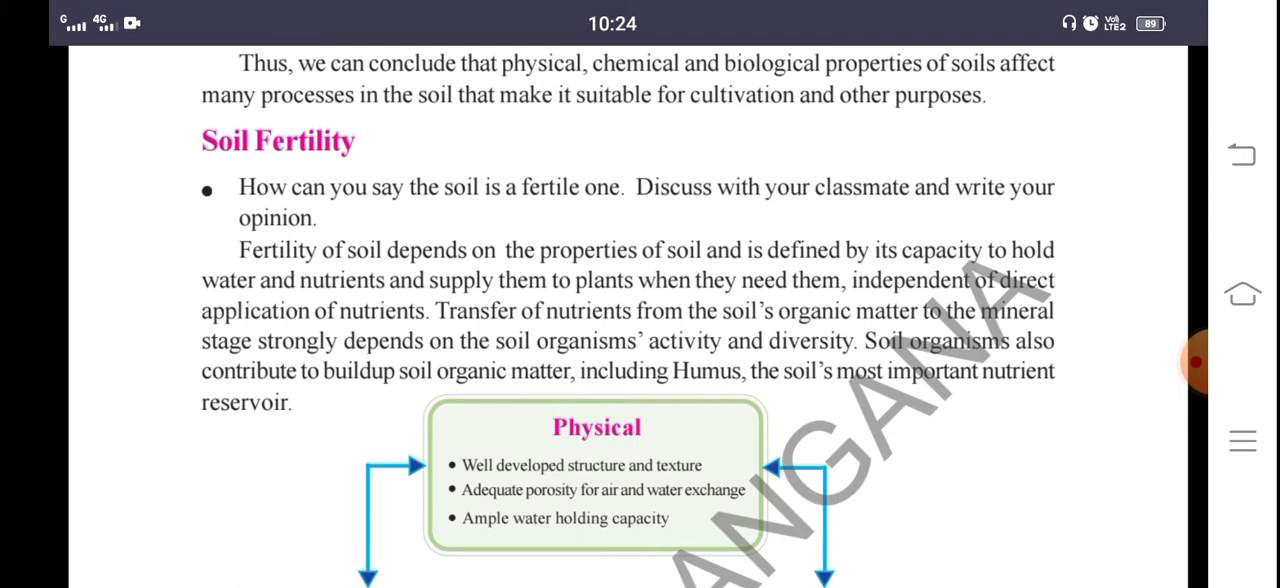 G 4G 10:24 Vo) LTE2 89
Thus, we can conclude that physical, chemical and biological properties of soils affect
many processes in the soil that make it suitable for cultivation and other purposes.
Soil Fertility
● How can you say the soil is a fertile one. Discuss with your classmate and write your
opinion.
Fertility of soil depends on the properties of soil and is defined by its capacity to hold
water and nutrients and supply them to plants when they need them, independent of direct
application of nutrients. Transfer of nutrients from the soil's organic matter to the mineral
stage strongly depends on the soil organisms' activity and diversity. Soil organisms also
contribute to buildup soil organic matter, including Humus, the soil's most important nutrient
reservoir.
Physical
• Well developed structure and texture
• Adequate porosity for air and water exchange
• Ample water holding capacity
ANGANA